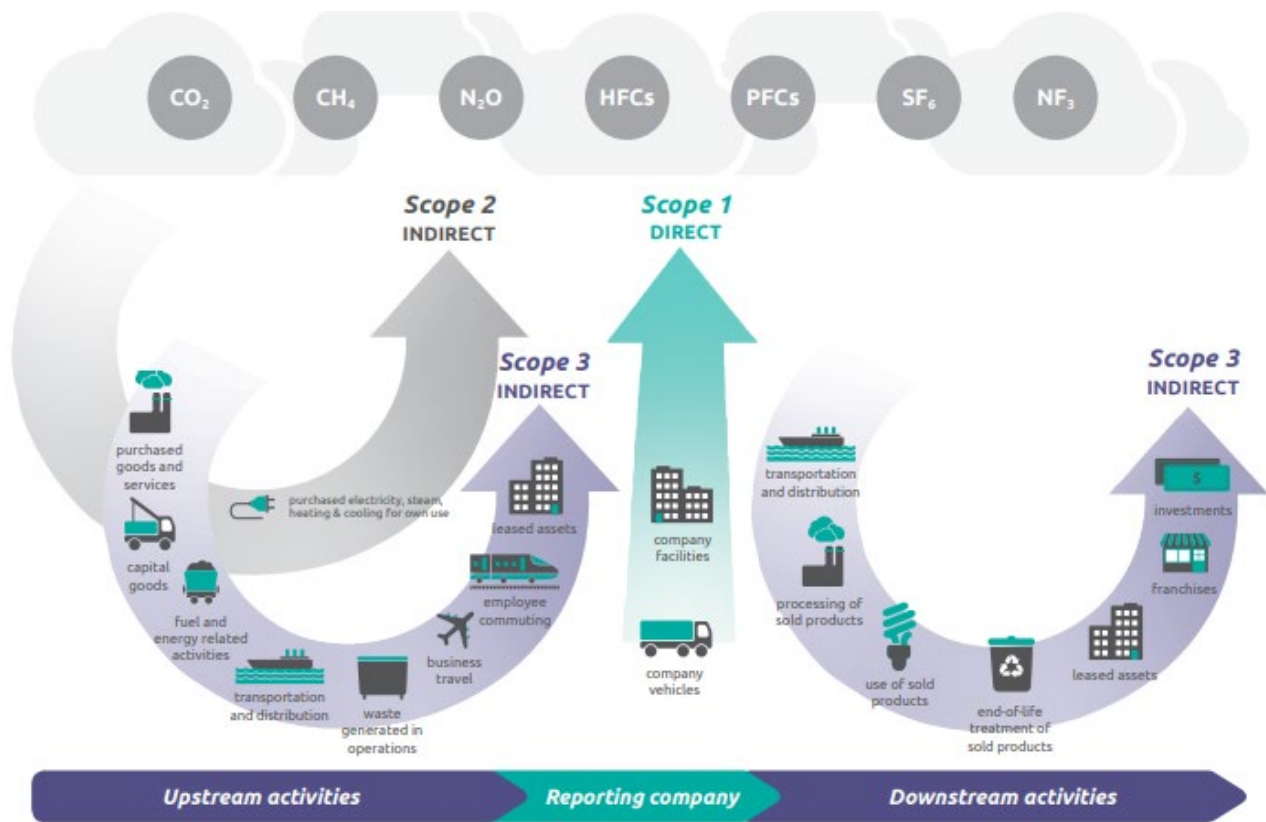 CO₂
CH₄
N₂O
HFCs
PFCs
SF₆
NF₃
Scope 2
INDIRECT
Scope 1
DIRECT
Scope 3
INDIRECT
Scope 3
INDIRECT
purchased
goods and
services
capital
goods
fuel and
energy related
activities
purchased electricity, steam,
heating & cooling for own use
transportation
and distribution
waste
generated in
operations
business
travel
employee
commuting
leased assets
company
facilities
company
vehicles
transportation
and distribution
processing of
sold products
use of sold
products
end-of-life
treatment of
sold products
leased assets
franchises
$
investments
Upstream activities
Reporting company
Downstream activities